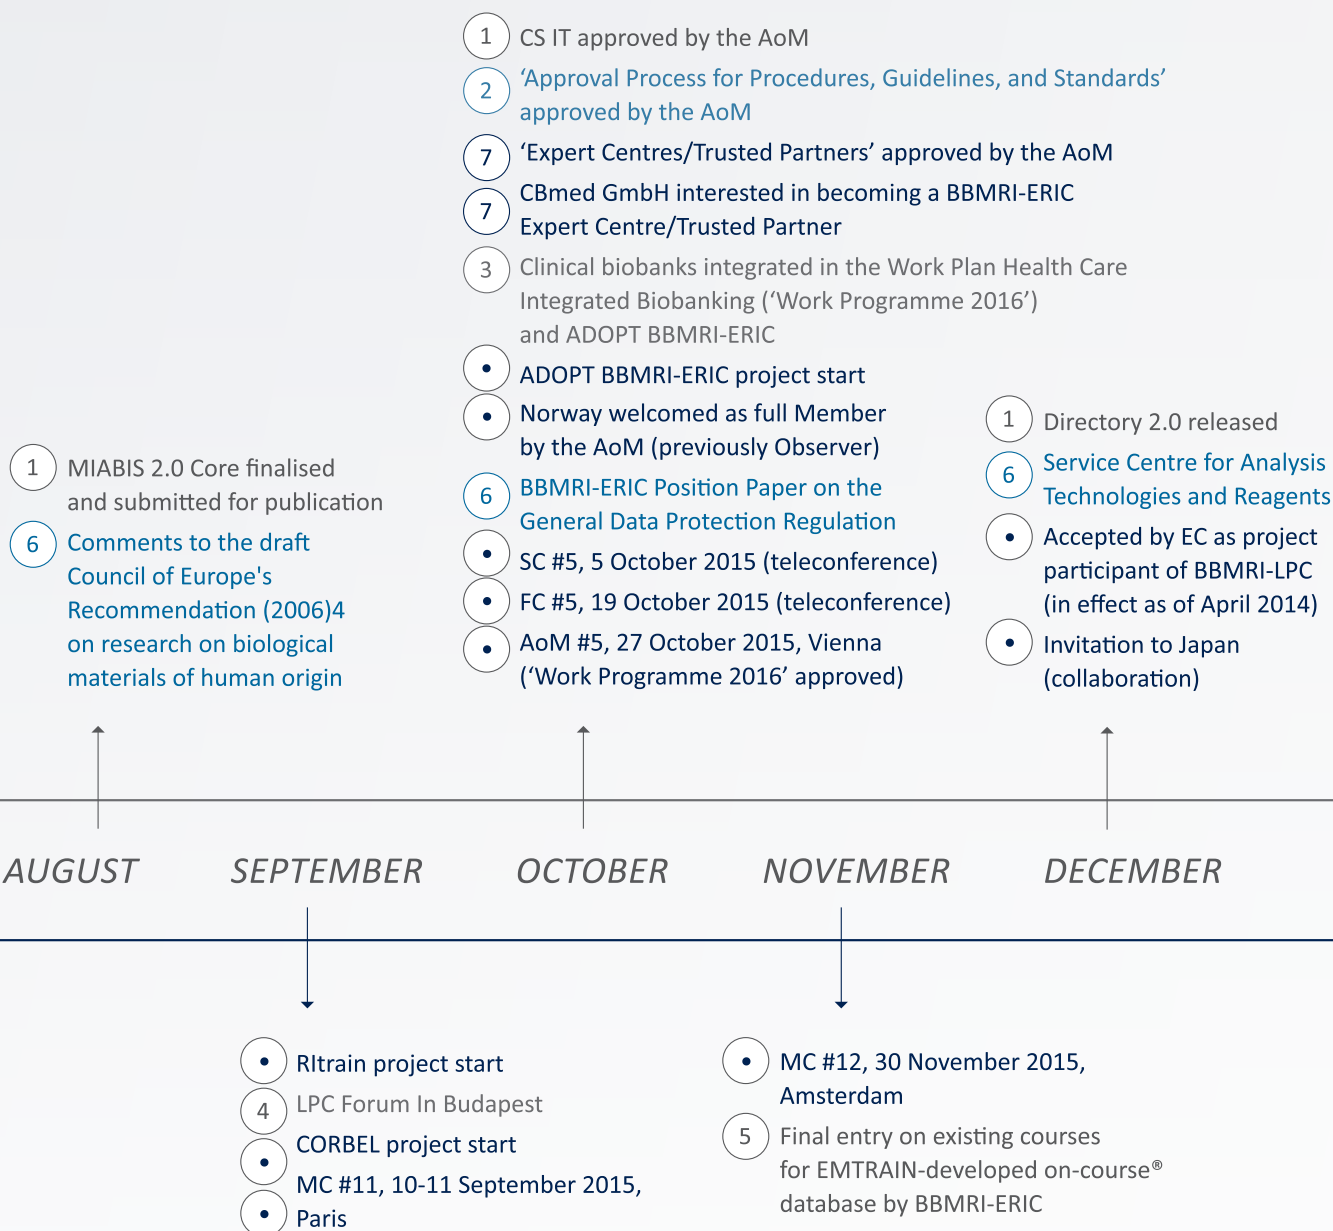 1 CS IT approved by the AoM
2 ‘Approval Process for Procedures, Guidelines, and Standards’
approved by the AoM
7 ‘Expert Centres/Trusted Partners’ approved by the AoM
7 CBmed GmbH interested in becoming a BBMRI-ERIC
Expert Centre/Trusted Partner
3 Clinical biobanks integrated in the Work Plan Health Care
Integrated Biobanking (‘Work Programme 2016’)
and ADOPT BBMRI-ERIC
• ADOPT BBMRI-ERIC project start
• Norway welcomed as full Member
by the AoM (previously Observer)
6 BBMRI-ERIC Position Paper on the
General Data Protection Regulation
• SC #5, 5 October 2015 (teleconference)
• FC #5, 19 October 2015 (teleconference)
• AoM #5, 27 October 2015, Vienna
(‘Work Programme 2016’ approved)
1 MIABIS 2.0 Core finalised
and submitted for publication
6 Comments to the draft
Council of Europe's
Recommendation (2006)4
on research on biological
materials of human origin
1 Directory 2.0 released
6 Service Centre for Analysis
Technologies and Reagents
• Accepted by EC as project
participant of BBMRI-LPC
(in effect as of April 2014)
• Invitation to Japan
(collaboration)
AUGUST SEPTEMBER OCTOBER NOVEMBER DECEMBER
• RItrain project start
4 LPC Forum In Budapest
• CORBEL project start
• MC #11, 10-11 September 2015,
Paris
• MC #12, 30 November 2015,
Amsterdam
5 Final entry on existing courses
for EMTRAIN-developed on-course®
database by BBMRI-ERIC